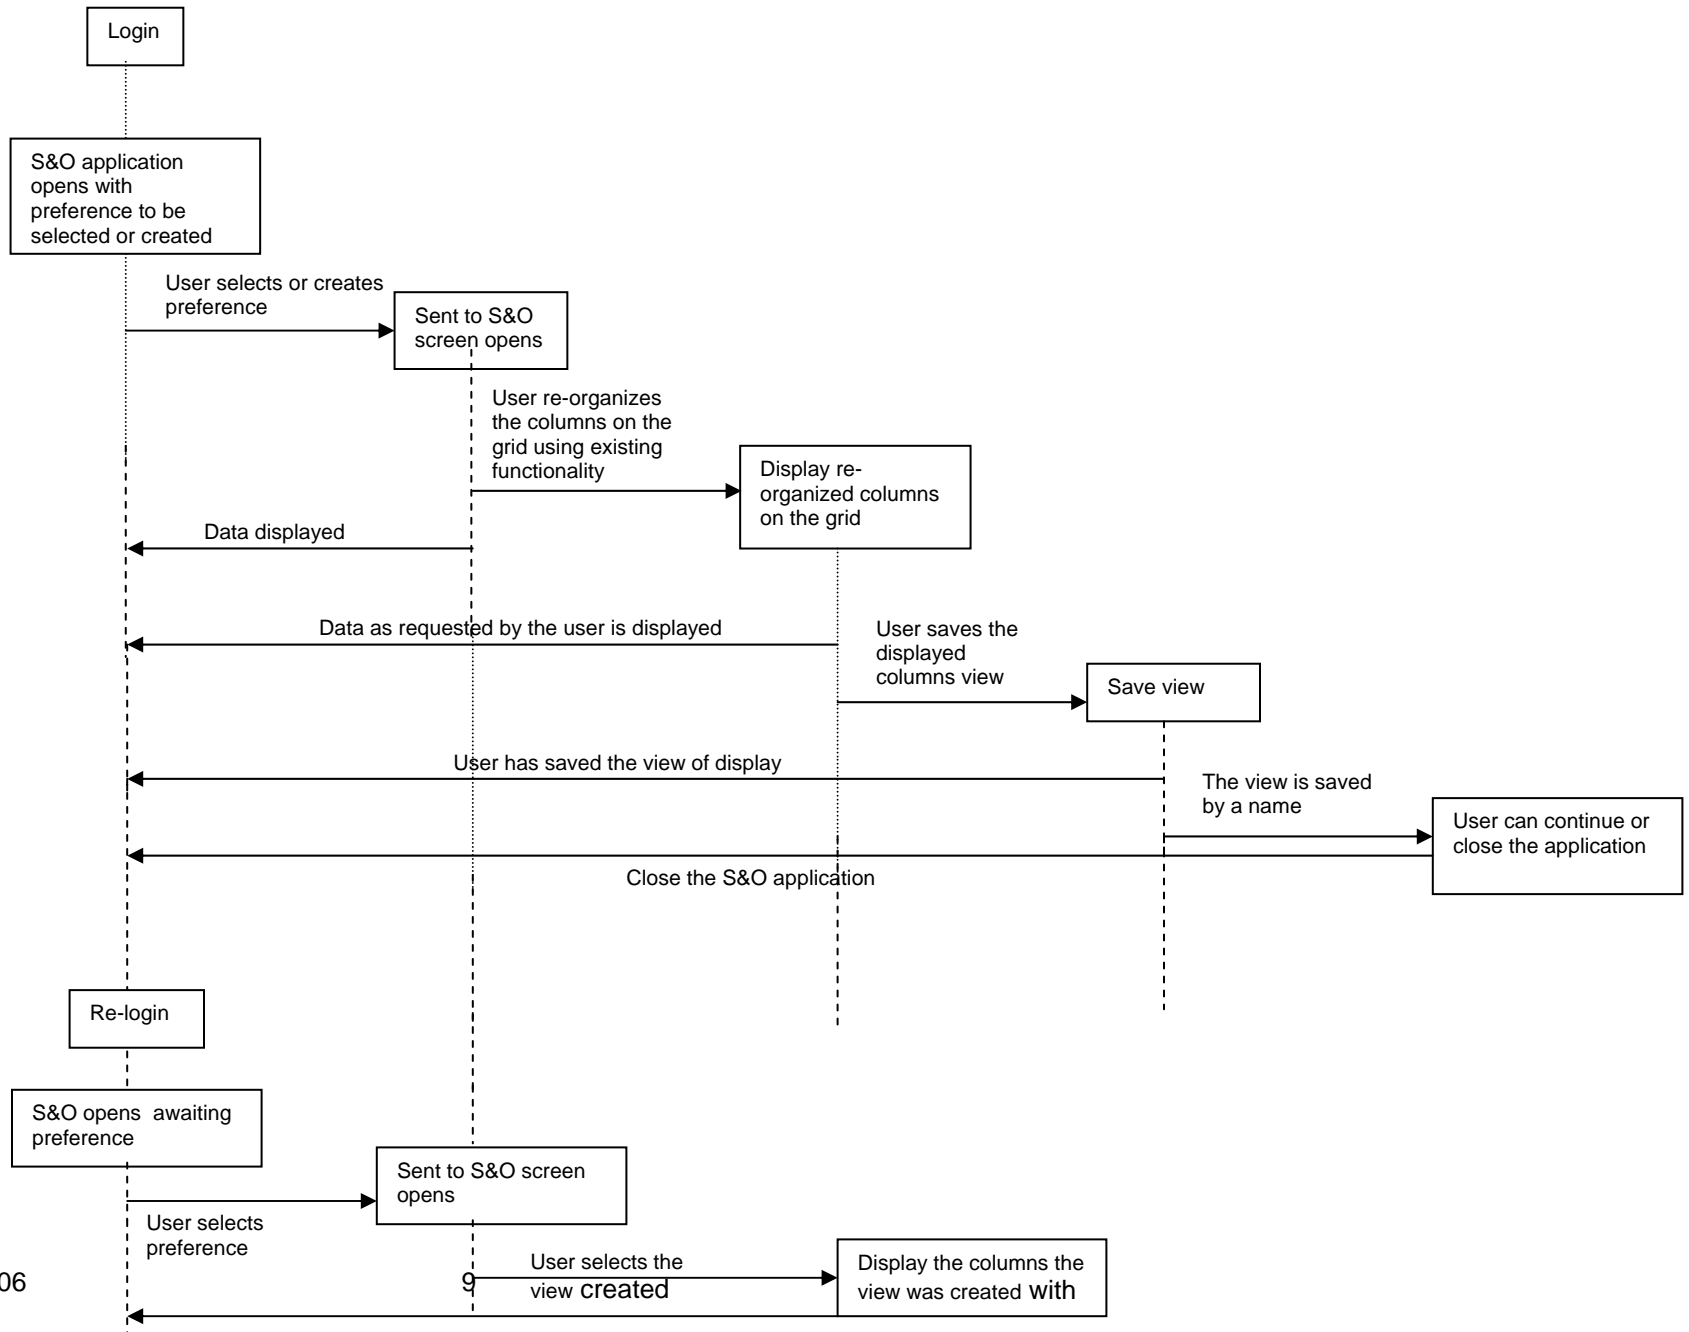 Login
S&O application
opens with
preference to be
selected or created
User selects or creates
preference
Sent to S&O
screen opens
User re-organizes
the columns on the
grid using existing
functionality
Display re-
organized columns
on the grid
Data displayed
Data as requested by the user is displayed
User saves the
displayed
columns view
Save view
User has saved the view of display
The view is saved
by a name
User can continue or
close the application
Close the S&O application
Re-login
S&O opens  awaiting
preference
Sent to S&O screen
opens
User selects
preference
User selects the
view created
Display the columns the
view was created with
06
9